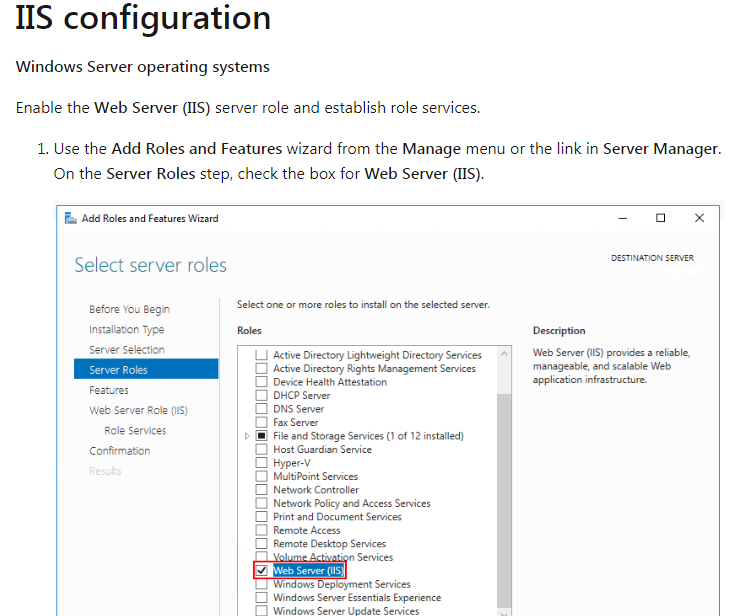 IIS configuration
Windows Server operating systems
Enable the Web Server (IIS) server role and establish role services.
1. Use the Add Roles and Features wizard from the Manage menu or the link in Server Manager.
On the Server Roles step, check the box for Web Server (IIS).
Add Roles and Features Wizard
Select server roles
DESTINATION SERVER
Before You Begin
Installation Type
Server Selection
Server Roles
Features
Web Server Role (IIS)
Role Services
Confirmation
Results
Select one or more roles to install on the selected server.
Roles
Active Directory Lightweight Directory Services
Active Directory Rights Management Services
Device Health Attestation
DHCP Server
DNS Server
Fax Server
File and Storage Services (1 of 12 installed)
Host Guardian Service
Hyper-V
MultiPoint Services
Network Controller
Network Policy and Access Services
Print and Document Services
Remote Access
Remote Desktop Services
Volume Activation Services
Web Server (IIS)
Windows Deployment Services
Windows Server Essentials Experience
Windows Server Update Services
Description
Web Server (IIS) provides a reliable,
manageable, and scalable Web
application infrastructure.